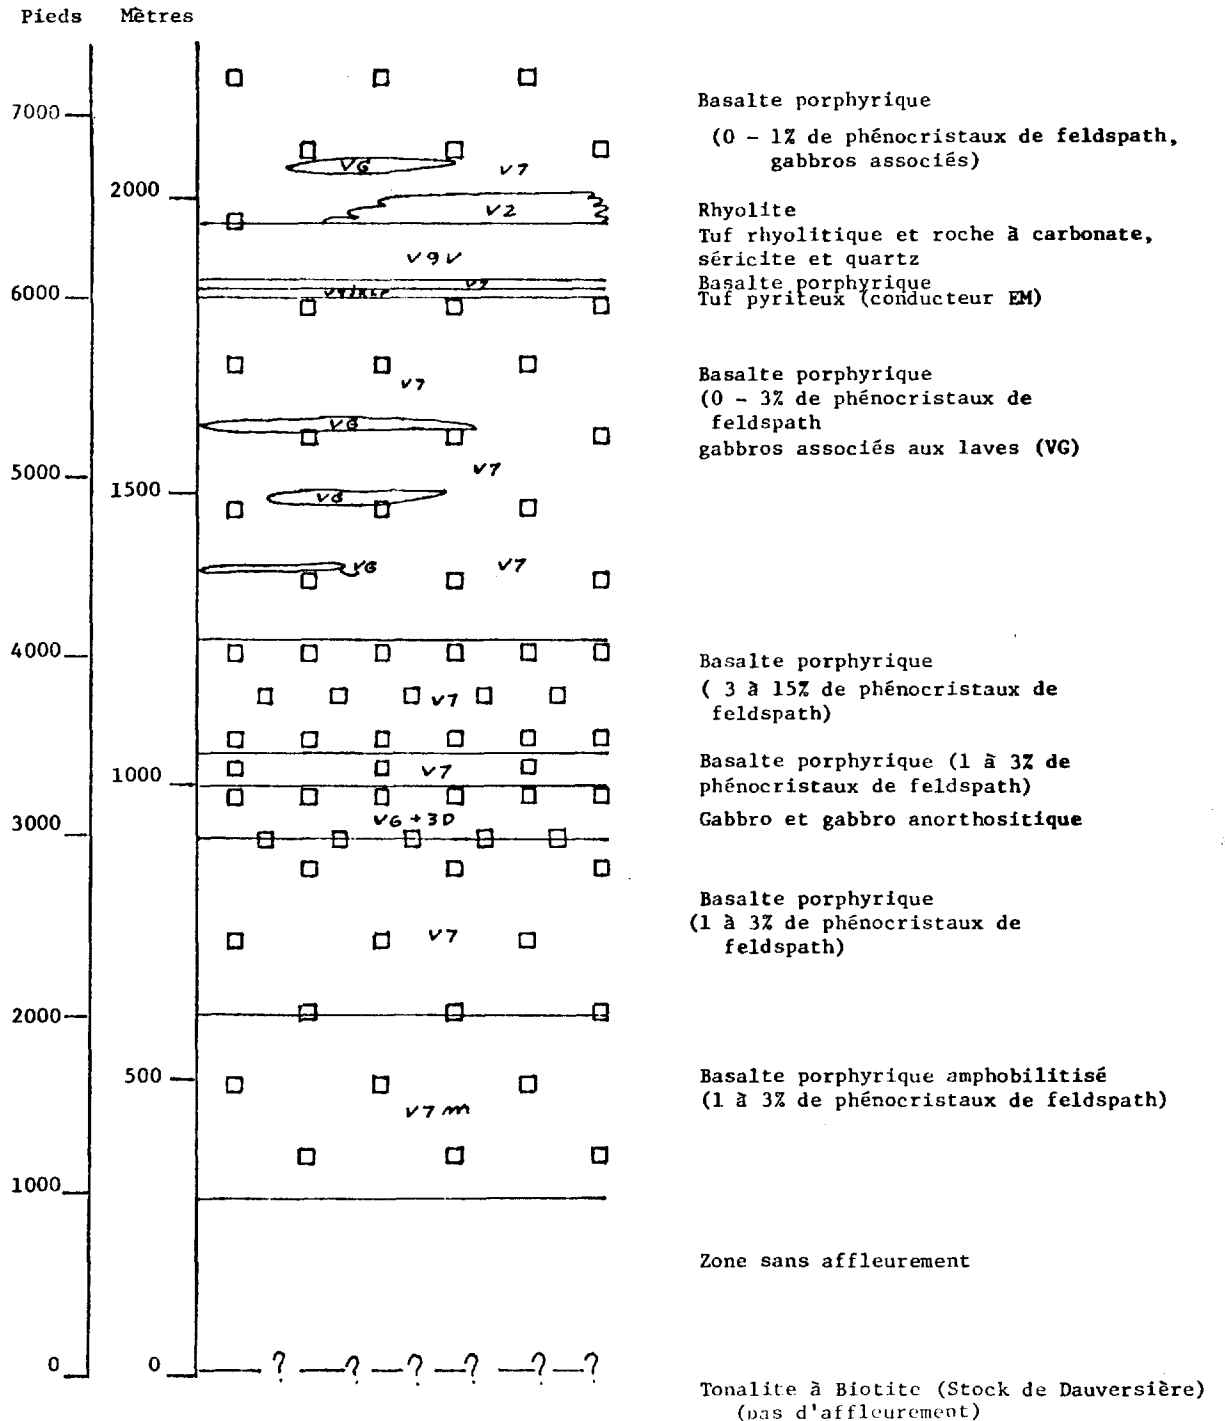 Pieds Mètres
Basalte porphyrique
7000
(0 - 1% de phénocristaux de feldspath,
gabbros associés)
VG
V7
2000
V2
Rhyolite
Tuf rhyolitique et roche à carbonate,
séricite et quartz
V9V
Basalte porphyrique
V7
6000
Tuf pyriteux (conducteur EM)
Basalte porphyrique
V7
(0 - 3% de phénocristaux de
feldspath
VG
gabbros associés aux laves (VG)
V7
5000
1500
VG
VG
V7
4000
Basalte porphyrique
( 3 à 15% de phénocristaux de
V7
feldspath)
Basalte porphyrique (1 à 3% de
1000
V7
phénocristaux de feldspath)
VG + 3D
Gabbro et gabbro anorthositique
3000
Basalte porphyrique
(1 à 3% de phénocristaux de
V7
feldspath)
2000
500
Basalte porphyrique amphobilitisé
(1 à 3% de phénocristaux de feldspath)
V7m
1000
Zone sans affleurement
0 0 ? ? ? ? ? ?
Tonalite à Biotite (Stock de Dauversière)
(pas d'affleurement)